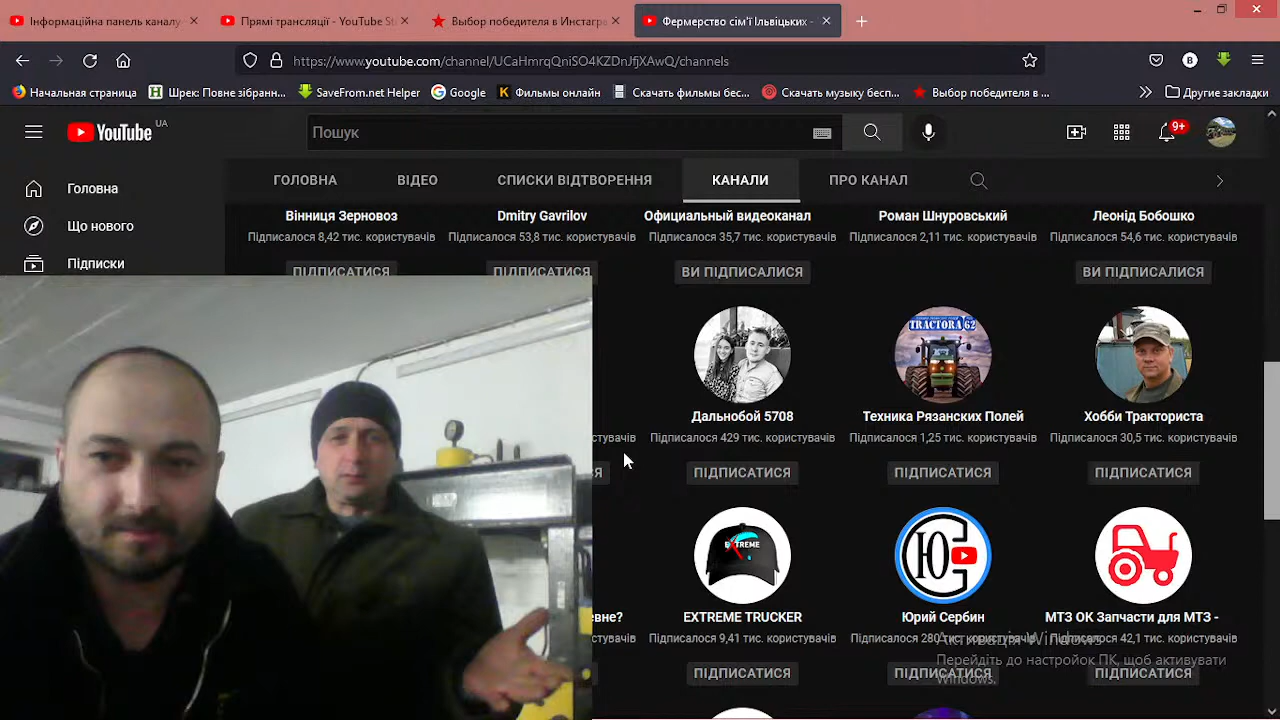 Інформаційна панель каналу
Прямі трансляції - YouTube St
Выбор победителя в Инстагра
Фермерство сім'ї Ільвіцьких -
https://www.youtube.com/channel/UCaHmrqQniSO4KZDnJfjXAwQ/channels
Начальная страница
Шрек: Повне зібранн...
SaveFrom.net Helper
Google
Фильмы онлайн
Скачать фильмы бес...
Скачать музыку бесп...
Выбор победителя в ...
Другие закладки
YouTube UA
Пошук
9+
Головна
Що нового
Підписки
ГОЛОВНА
ВІДЕО
СПИСКИ ВІДТВОРЕННЯ
КАНАЛИ
ПРО КАНАЛ
Вінниця Зерновоз
Dmitry Gavrilov
Официальный видеоканал
Роман Шнуровський
Леонід Бобошко
Підписалося 8,42 тис. користувачів
Підписалося 53,8 тис. користувачів
Підписалося 35,7 тис. користувачів
Підписалося 2,11 тис. користувачів
Підписалося 54,6 тис. користувачів
ПІДПИСАТИСЯ
ПІДПИСАТИСЯ
ВИ ПІДПИСАЛИСЯ
ВИ ПІДПИСАЛИСЯ
TRACTORA 62
Дальнобой 5708
Техника Рязанских Полей
Хобби Тракториста
Підписалося 429 тис. користувачів
Підписалося 1,25 тис. користувачів
Підписалося 30,5 тис. користувачів
ПІДПИСАТИСЯ
ПІДПИСАТИСЯ
ПІДПИСАТИСЯ
EXTREME
EXTREME TRUCKER
Юрий Сербин
МТЗ ОК Запчасти для МТЗ -
Підписалося 9,41 тис. користувачів
Підписалося 280 тис. користувачів
Підписалося 42,1 тис. користувачів
ПІДПИСАТИСЯ
ПІДПИСАТИСЯ
ПІДПИСАТИСЯ
Активація Windows
Перейдіть до настройок ПК, щоб активувати
Windows.